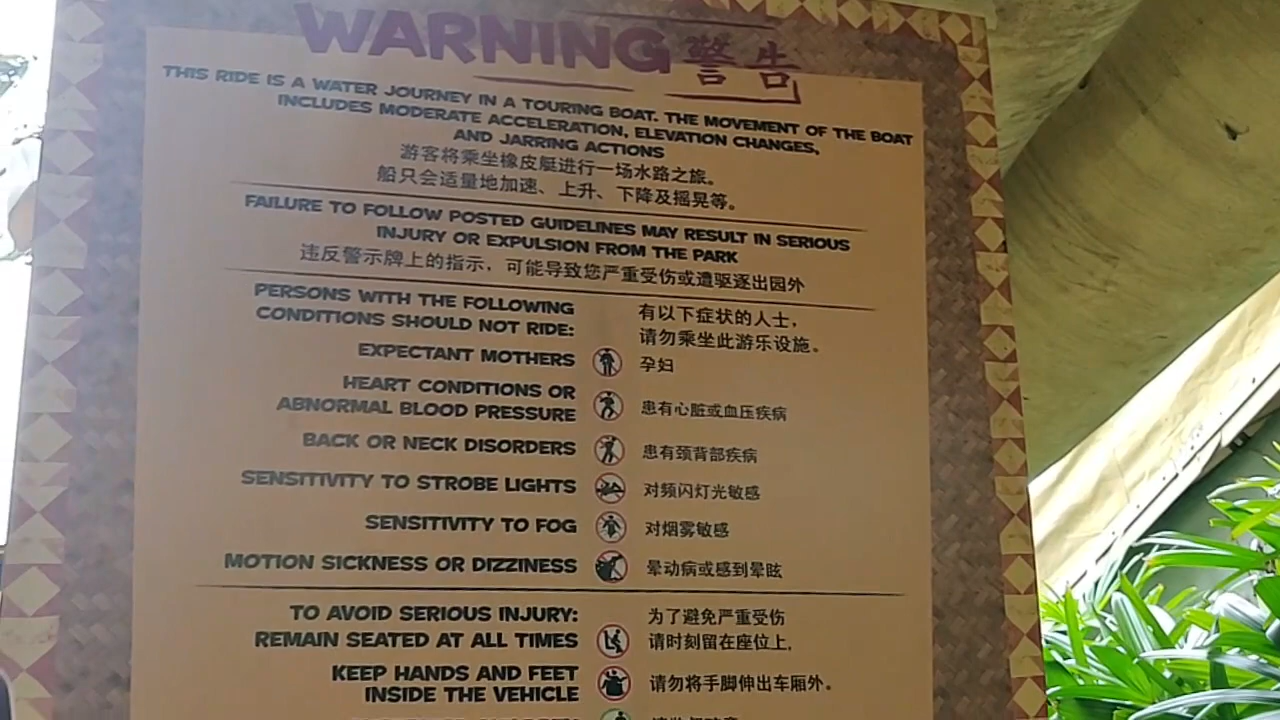 WARNING 警告
THIS RIDE IS A WATER JOURNEY IN A TOURING BOAT. THE MOVEMENT OF THE BOAT
INCLUDES MODERATE ACCELERATION, ELEVATION CHANGES,
AND JARRING ACTIONS
游客将乘坐橡皮艇进行一场水路之旅。
船只会适量地加速、上升、下降及摇晃等。
FAILURE TO FOLLOW POSTED GUIDELINES MAY RESULT IN SERIOUS
INJURY OR EXPULSION FROM THE PARK
违反警示牌上的指示，可能导致您严重受伤或遭驱逐出园外
PERSONS WITH THE FOLLOWING
CONDITIONS SHOULD NOT RIDE:
有以下症状的人士，
请勿乘坐此游乐设施。
EXPECTANT MOTHERS
孕妇
HEART CONDITIONS OR
ABNORMAL BLOOD PRESSURE
患有心脏或血压疾病
BACK OR NECK DISORDERS
患有颈背部疾病
SENSITIVITY TO STROBE LIGHTS
对频闪灯光敏感
SENSITIVITY TO FOG
对烟雾敏感
MOTION SICKNESS OR DIZZINESS
晕动病或感到晕眩
TO AVOID SERIOUS INJURY:
为了避免严重受伤
REMAIN SEATED AT ALL TIMES
请时刻留在座位上，
KEEP HANDS AND FEET
INSIDE THE VEHICLE
请勿将手脚伸出车厢外。